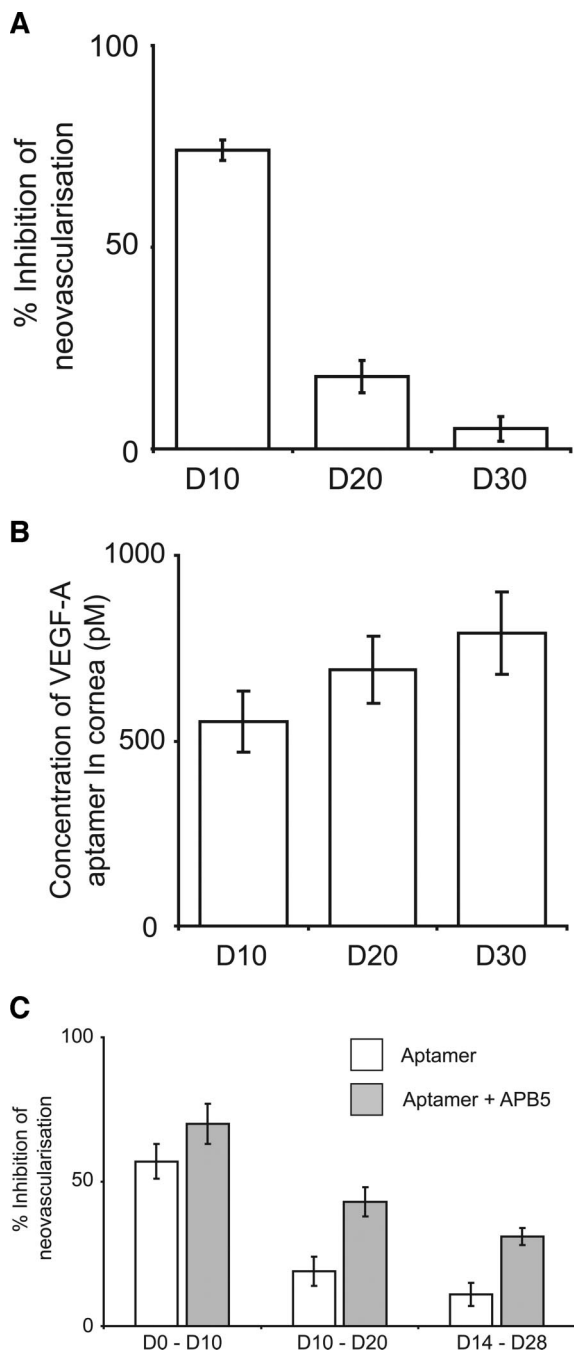 A
% Inhibition of
neovascularisation
100
50
0
D10 D20 D30
B
Concentration of VEGF-A
aptamer In cornea (pM)
1000
500
0
D10 D20 D30
C
% Inhibition of
neovascularisation
100
50
0
Aptamer
Aptamer + APB5
D0 - D10 D10 - D20 D14 - D28